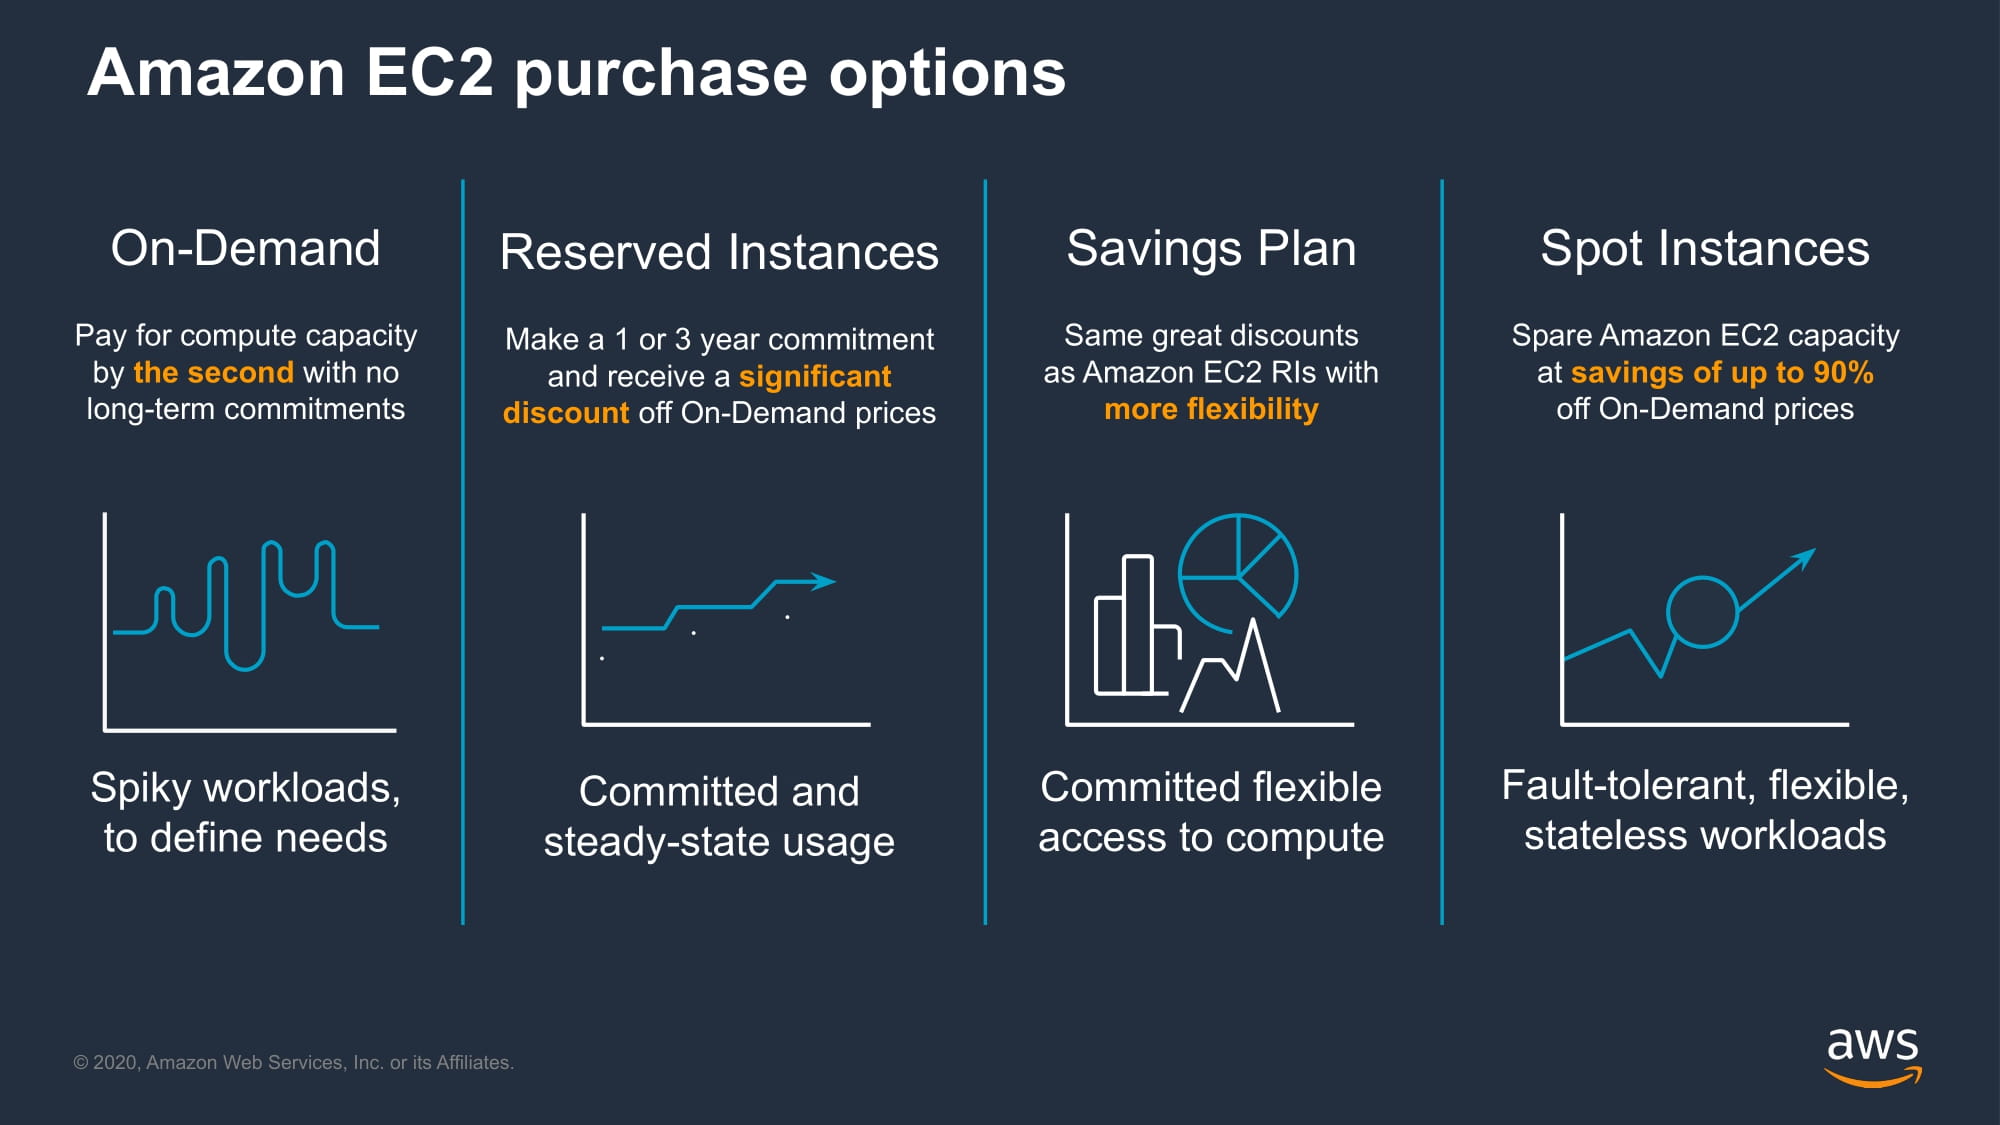 Amazon EC2 purchase options
On-Demand
Pay for compute capacity
by the second with no
long-term commitments
Spiky workloads,
to define needs
Reserved Instances
Make a 1 or 3 year commitment
and receive a significant
discount off On-Demand prices
Committed and
steady-state usage
Savings Plan
Same great discounts
as Amazon EC2 RIs with
more flexibility
Committed flexible
access to compute
Spot Instances
Spare Amazon EC2 capacity
at savings of up to 90%
off On-Demand prices
Fault-tolerant, flexible,
stateless workloads
© 2020, Amazon Web Services, Inc. or its Affiliates.
aws